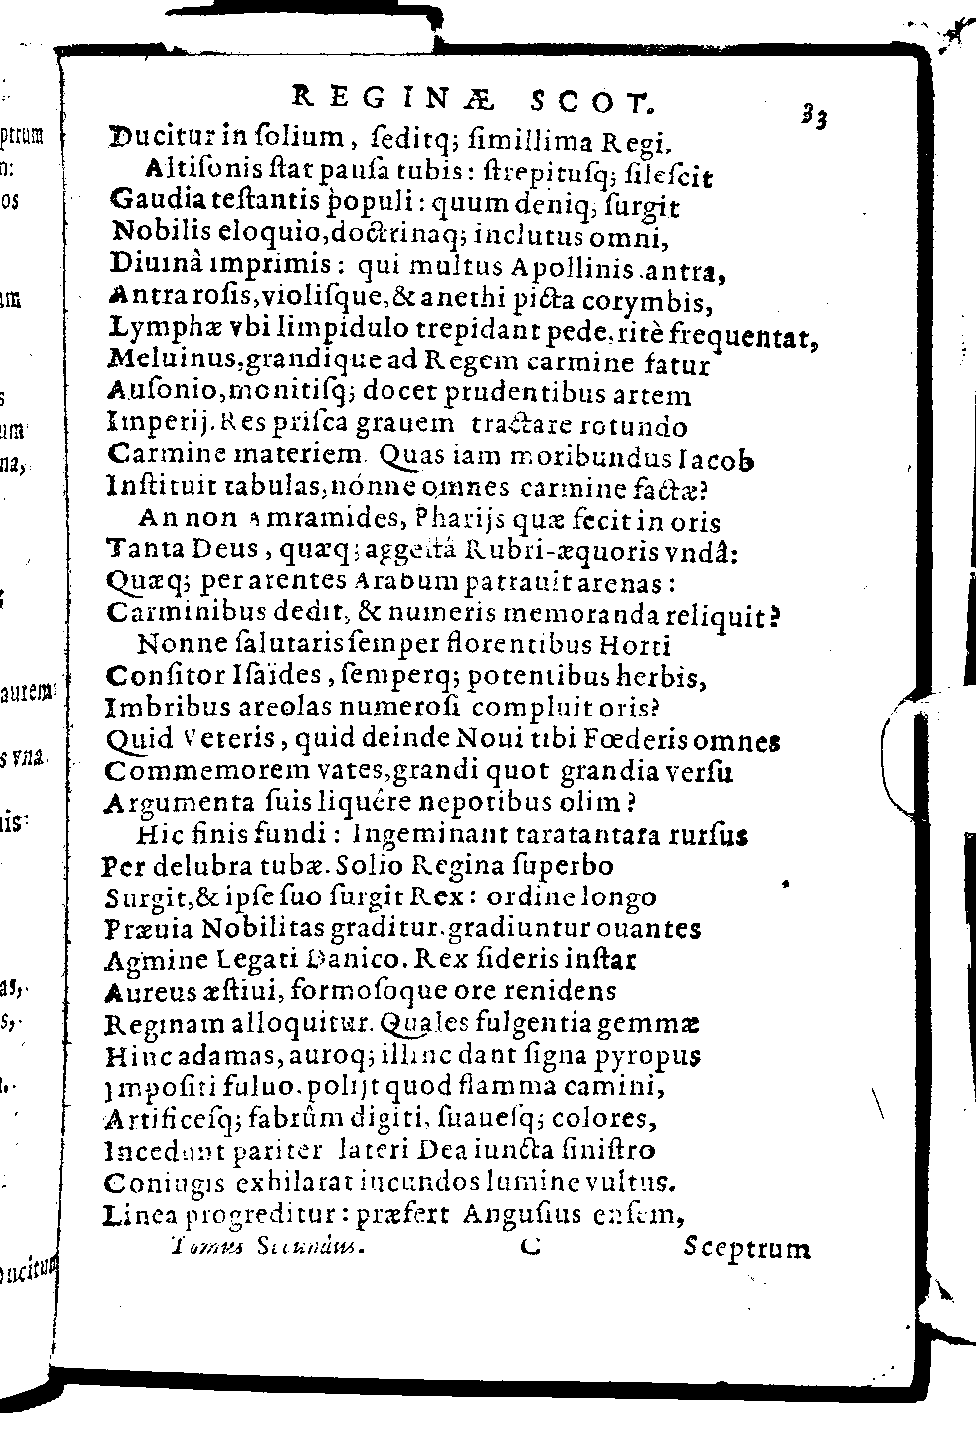 REGINÆ SCOT. 33
Ducitur in ſolium, ſeditq; ſimillima Regi.
Altiſonis ſtat pauſa tubis: ſtrepituſq; ſileſcit
Gaudia teſtantis populi: quum deniq; ſurgit
Nobilis eloquio, doctrinaq; inclutus omni,
Diuinà imprimis: qui multus Apollinis antra,
Antra roſis, violiſque, & anethi picta corymbis,
Lymphæ vbi limpidulo trepidant pede, ritè frequentat,
Meluinus, grandique ad Regem carmine fatur
Auſonio, monitiſq; docet prudentibus artem
Imperij. Res priſca grauem tractare rotundo
Carmine materiem. Quas iam moribundus Iacob
Inſtituit tabulas, nónne omnes carmine factæ?
An non Amramides, Pharijs quæ fecit in oris
Tanta Deus, quæq; aggeſtâ Rubri-æquoris vndâ:
Quæq; per arentes Arabum patrauit arenas:
Carminibus dedit, & numeris memoranda reliquit?
Nonne ſalutaris ſemper florentibus Horti
Conſitor Iſaïdes, ſemperq; potentibus herbis,
Imbribus areolas numeroſi compluit oris?
Quid Veteris, quid deinde Noui tibi Fœderis omnes
Commemorem vates, grandi quot grandia verſu
Argumenta ſuis liquére nepotibus olim?
Hic finis fundi: Ingeminant taratantara rurſus
Per delubra tubæ. Solio Regina ſuperbo
Surgit, & ipſe ſuo ſurgit Rex: ordine longo
Præuia Nobilitas graditur. gradiuntur ouantes
Agmine Legati Danico. Rex ſideris inſtar
Aureus æſtiui, formoſoque ore renidens
Reginam alloquitur. Quales fulgentia gemmæ
Hinc adamas, auroq; illinc dant ſigna pyropus
Impoſiti fuluo. polijt quod flamma camini,
Artificeſq; fabrûm digiti, ſuaueſq; colores,
Incedunt pariter lateri Dea iuncta ſiniſtro
Coniugis exhilarat iucundos lumine vultus.
Linea progreditur: præfert Anguſius enſem,
Tomus Secundus. C Sceptrum